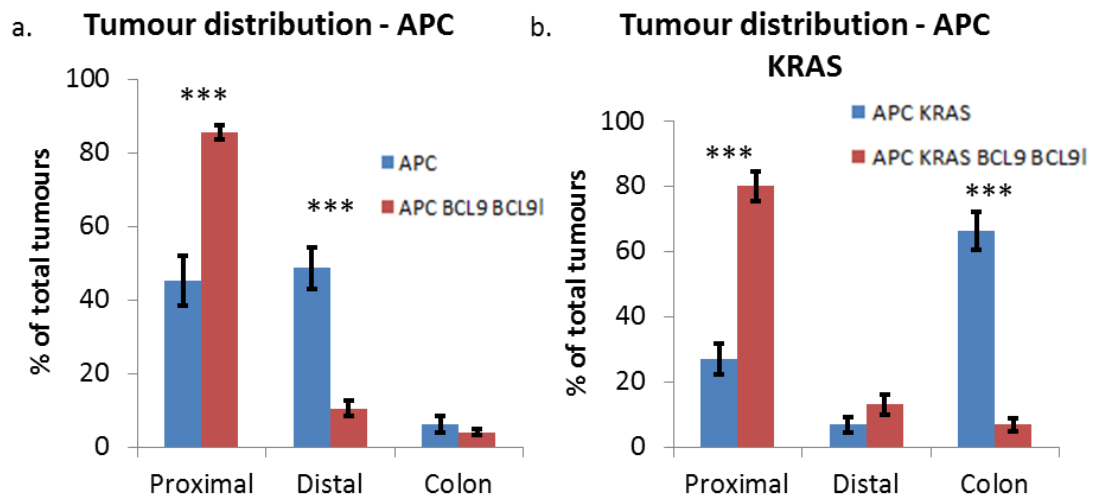 a.
Tumour distribution - APC
% of total tumours
100
80
60
40
20
0
***
***
APC
APC BCL9 BCL9l
Proximal
Distal
Colon
b.
Tumour distribution - APC
KRAS
% of total tumours
100
80
60
40
20
0
***
***
APC KRAS
APC KRAS BCL9 BCL9l
Proximal
Distal
Colon